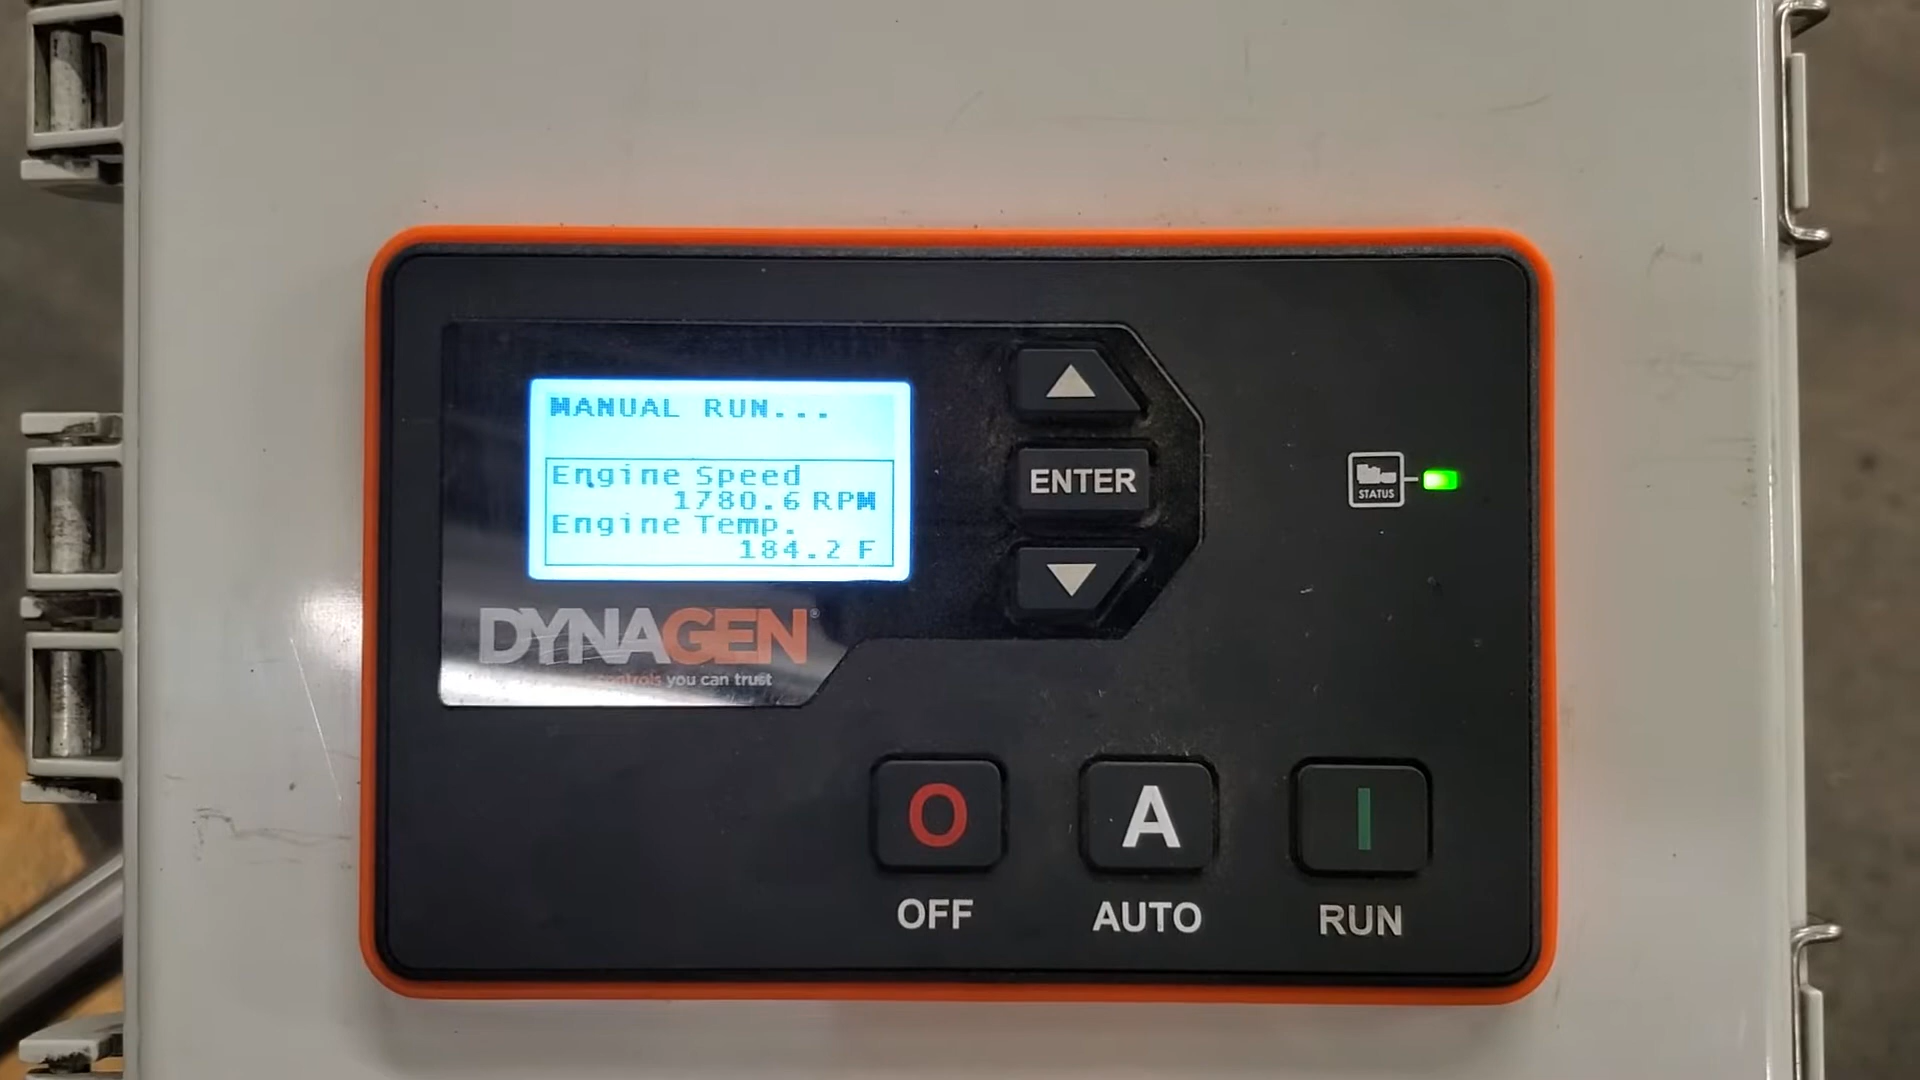 MANUAL RUN...
Engine Speed
1780.6 RPM
Engine Temp.
184.2 F
ENTER
STATUS
DYNAGEN®
controls you can trust
O A I
OFF AUTO RUN